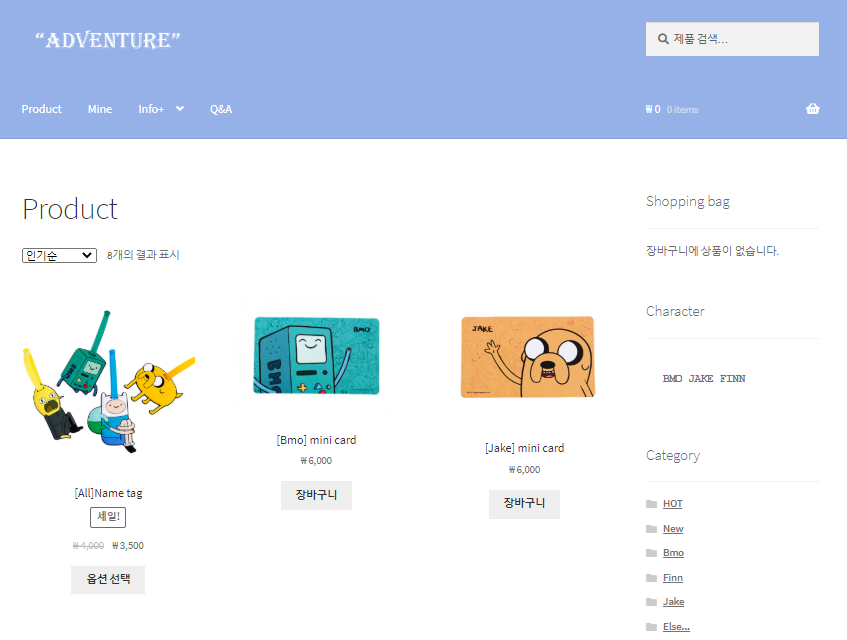 “ADVENTURE”
제품 검색...
Product Mine Info+ Q&A
₩0 0 items
Product
인기순 8개의 결과 표시
BMO
JAKE
BMO
[All]Name tag
세일!
₩4,000 ₩3,500
옵션 선택
[Bmo] mini card
₩6,000
장바구니
[Jake] mini card
₩6,000
장바구니
Shopping bag
장바구니에 상품이 없습니다.
Character
BMO JAKE FINN
Category
HOT
New
Bmo
Finn
Jake
Else...